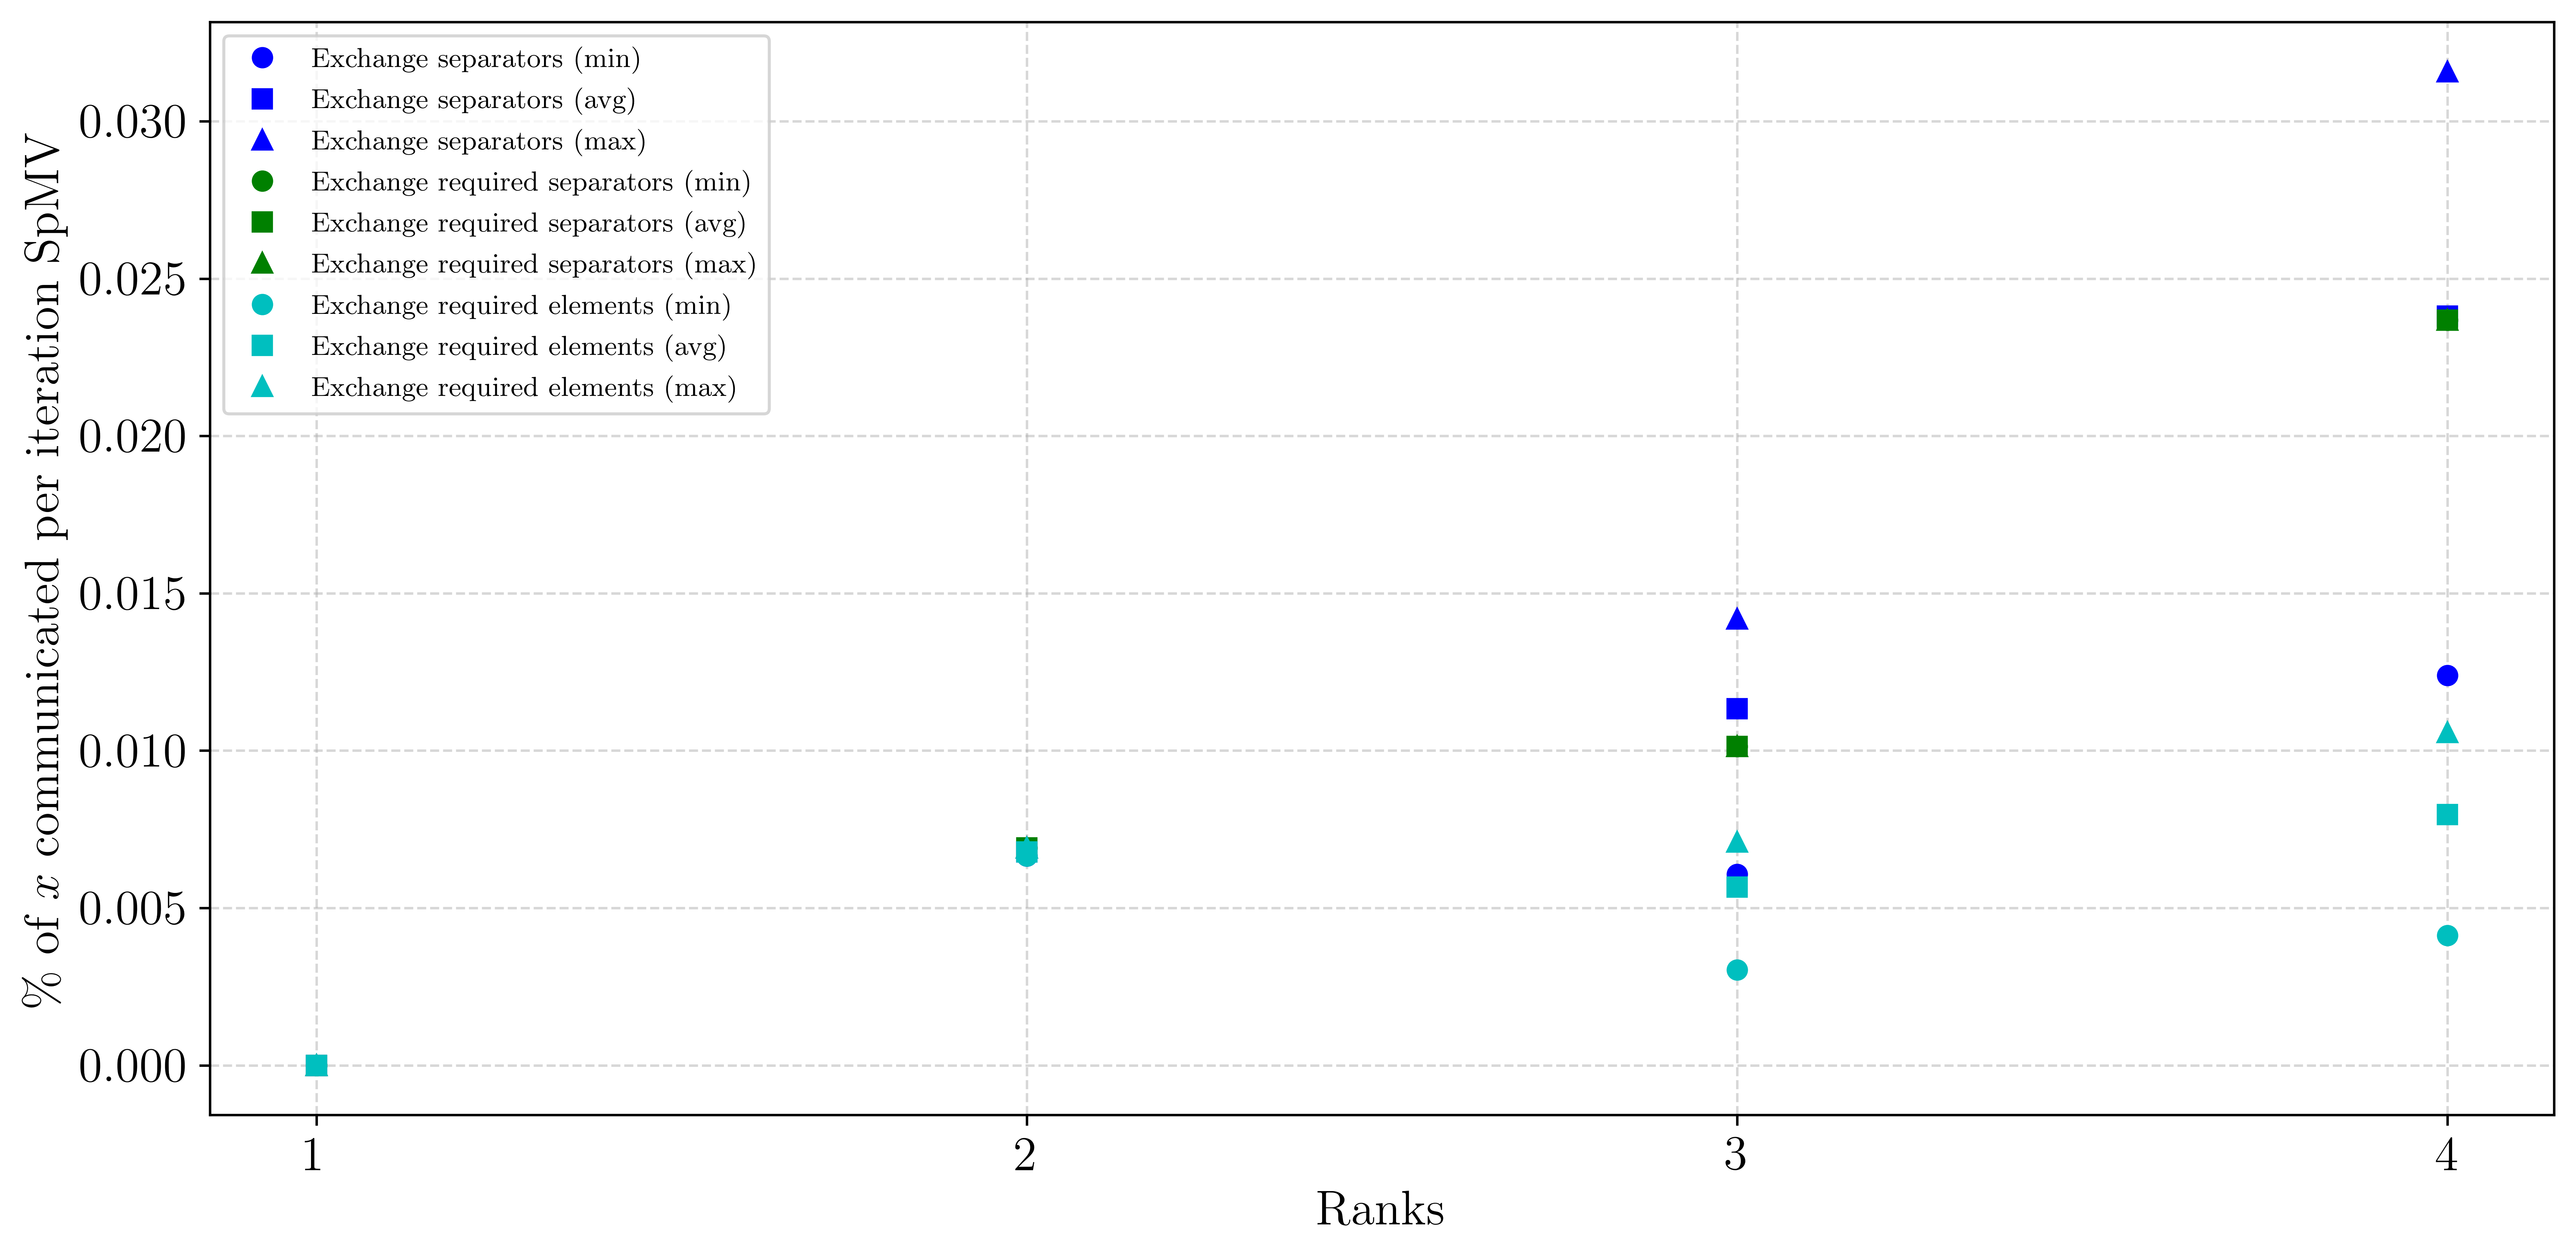 Exchange separators (min)
Exchange separators (avg)
Exchange separators (max)
Exchange required separators (min)
Exchange required separators (avg)
Exchange required separators (max)
Exchange required elements (min)
Exchange required elements (avg)
Exchange required elements (max)
% of x communicated per iteration SpMV
0.030
0.025
0.020
0.015
0.010
0.005
0.000
1 2 3 4
Ranks